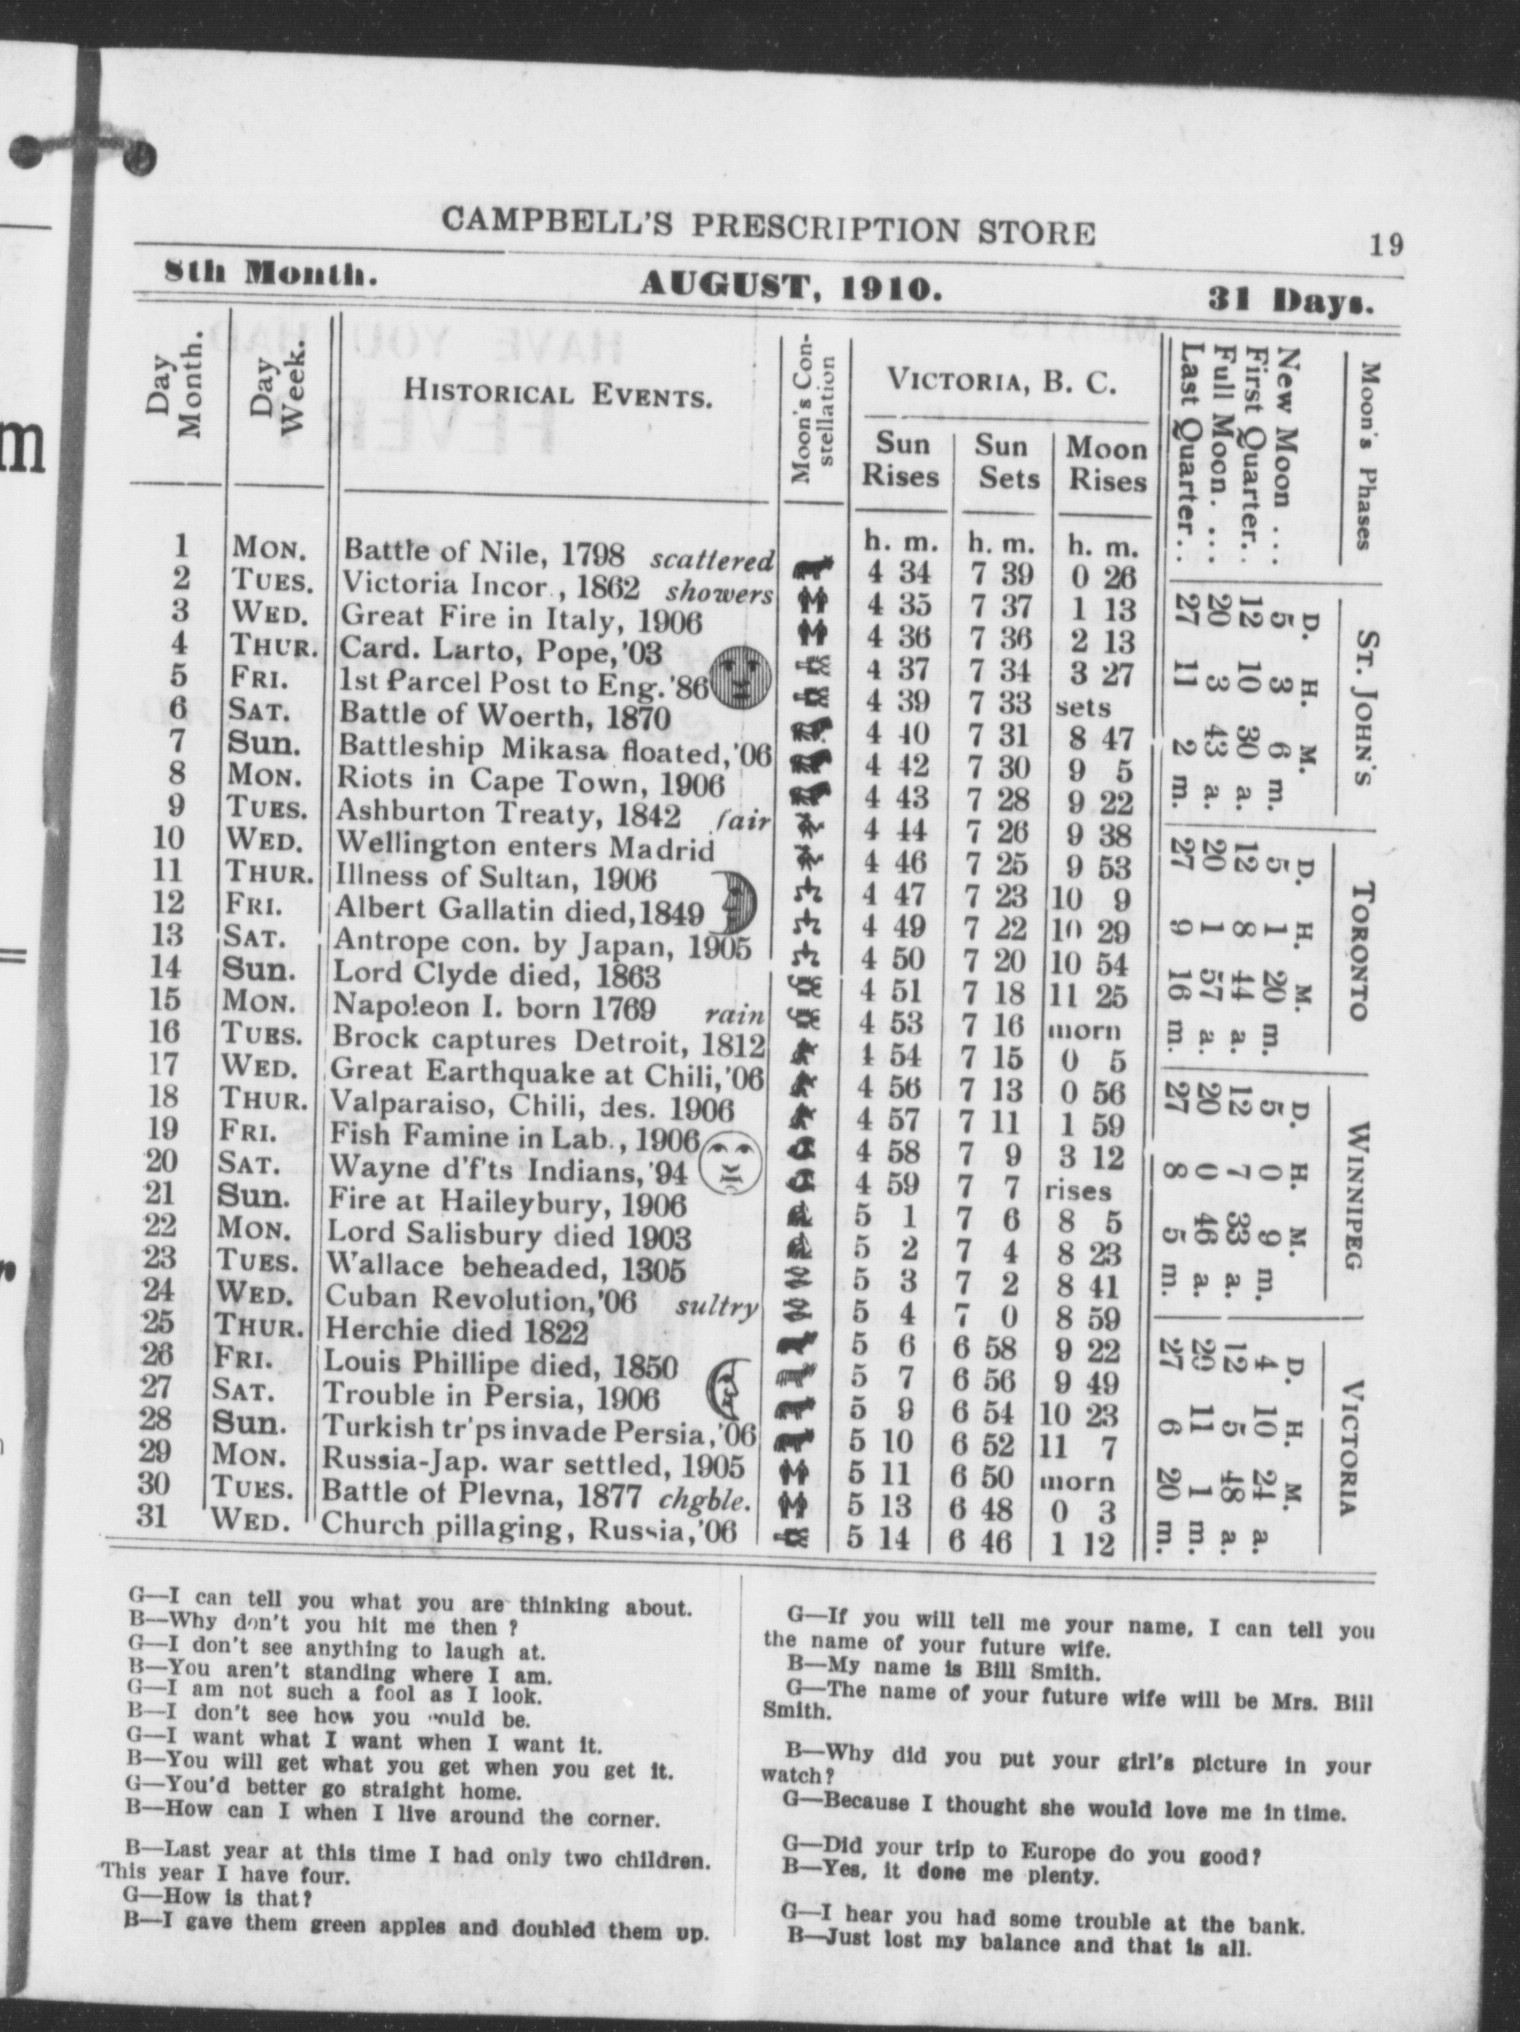 CAMPBELL'S PRESCRIPTION STORE 19
8th Month. AUGUST, 1910. 31 Days.
Day Month. Day Week. HISTORICAL EVENTS. Moon's Constellation VICTORIA, B. C.
Sun Rises Sun Sets Moon Rises
h. m. h. m. h. m.
1 MON. Battle of Nile, 1798 scattered 4 34 7 39 0 26
2 TUES. Victoria Incor., 1862 showers 4 35 7 37 1 13
3 WED. Great Fire in Italy, 1906 4 36 7 36 2 13
4 THUR. Card. Larto, Pope,'03 4 37 7 34 3 27
5 FRI. 1st Parcel Post to Eng.'86 4 39 7 33 sets
6 SAT. Battle of Woerth, 1870 4 40 7 31 8 47
7 Sun. Battleship Mikasa floated,'06 4 42 7 30 9 5
8 MON. Riots in Cape Town, 1906 4 43 7 28 9 22
9 TUES. Ashburton Treaty, 1842 fair 4 44 7 26 9 38
10 WED. Wellington enters Madrid 4 46 7 25 9 53
11 THUR. Illness of Sultan, 1906 4 47 7 23 10 9
12 FRI. Albert Gallatin died,1849 4 49 7 22 10 29
13 SAT. Antrope con. by Japan, 1905 4 50 7 20 10 54
14 Sun. Lord Clyde died, 1863 4 51 7 18 11 25
15 MON. Napoleon I. born 1769 rain 4 53 7 16 morn
16 TUES. Brock captures Detroit, 1812 4 54 7 15 0 5
17 WED. Great Earthquake at Chili,'06 4 56 7 13 0 56
18 THUR. Valparaiso, Chili, des. 1906 4 57 7 11 1 59
19 FRI. Fish Famine in Lab., 1906 4 58 7 9 3 12
20 SAT. Wayne d'f'ts Indians,'94 4 59 7 7 rises
21 Sun. Fire at Haileybury, 1906 5 1 7 6 8 5
22 MON. Lord Salisbury died 1903 5 2 7 4 8 23
23 TUES. Wallace beheaded, 1305 5 3 7 2 8 41
24 WED. Cuban Revolution,'06 sultry 5 4 7 0 8 59
25 THUR. Herchie died 1822 5 6 6 58 9 22
26 FRI. Louis Phillipe died, 1850 5 7 6 56 9 49
27 SAT. Trouble in Persia, 1906 5 9 6 54 10 23
28 Sun. Turkish tr'ps invade Persia,'06 5 10 6 52 11 7
29 MON. Russia-Jap. war settled, 1905 5 11 6 50 morn
30 TUES. Battle of Plevna, 1877 chgble. 5 13 6 48 0 3
31 WED. Church pillaging, Russia,'06 5 14 6 46 1 12
Moon's Phases ST. JOHN'S TORONTO WINNIPEG VICTORIA
D. H. M. D. H. M. D. H. M. D. H. M.
New Moon ... 5 3 6 m. 5 1 20 m. 5 0 9 m. 4 10 24 a.
First Quarter.. 12 10 30 a. 12 8 44 a. 12 7 33 a. 12 5 48 a.
Full Moon. ... 20 3 43 a. 20 1 57 a. 20 0 46 a. 20 11 1 m.
Last Quarter.. 27 11 2 m. 27 9 16 m. 27 8 5 m. 27 6 20 m.
G—I can tell you what you are thinking about.
B—Why don't you hit me then ?
G—I don't see anything to laugh at.
B—You aren't standing where I am.
G—I am not such a fool as I look.
B—I don't see how you could be.
G—I want what I want when I want it.
B—You will get what you get when you get it.
G—You'd better go straight home.
B—How can I when I live around the corner.
B—Last year at this time I had only two children.
This year I have four.
G—How is that?
B—I gave them green apples and doubled them up.
G—If you will tell me your name, I can tell you
the name of your future wife.
B—My name is Bill Smith.
G—The name of your future wife will be Mrs. Bill
Smith.
B—Why did you put your girl's picture in your
watch?
G—Because I thought she would love me in time.
G—Did your trip to Europe do you good?
B—Yes, it done me plenty.
G—I hear you had some trouble at the bank.
B—Just lost my balance and that is all.